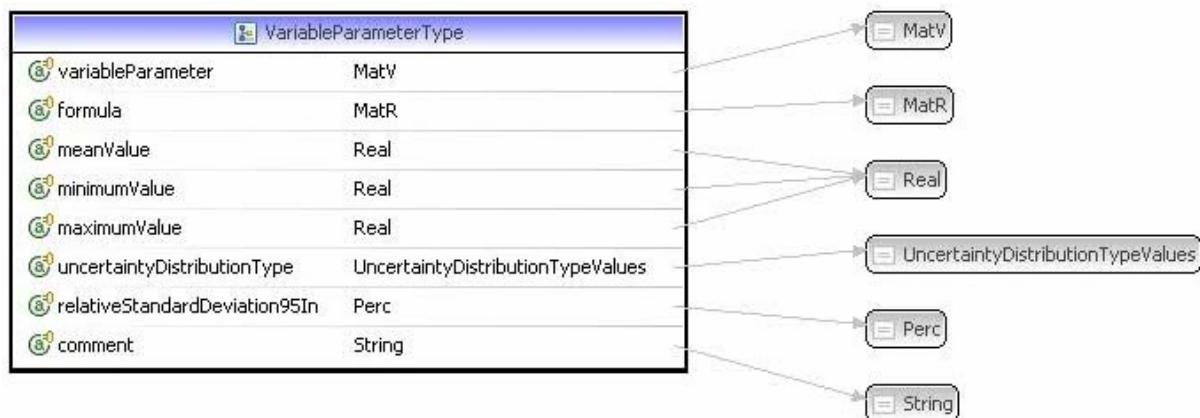 VariableParameterType
variableParameter MatV
formula MatR
meanValue Real
minimumValue Real
maximumValue Real
uncertaintyDistributionType UncertaintyDistributionTypeValues
relativeStandardDeviation95In Perc
comment String
MatV
MatR
Real
UncertaintyDistributionTypeValues
Perc
String